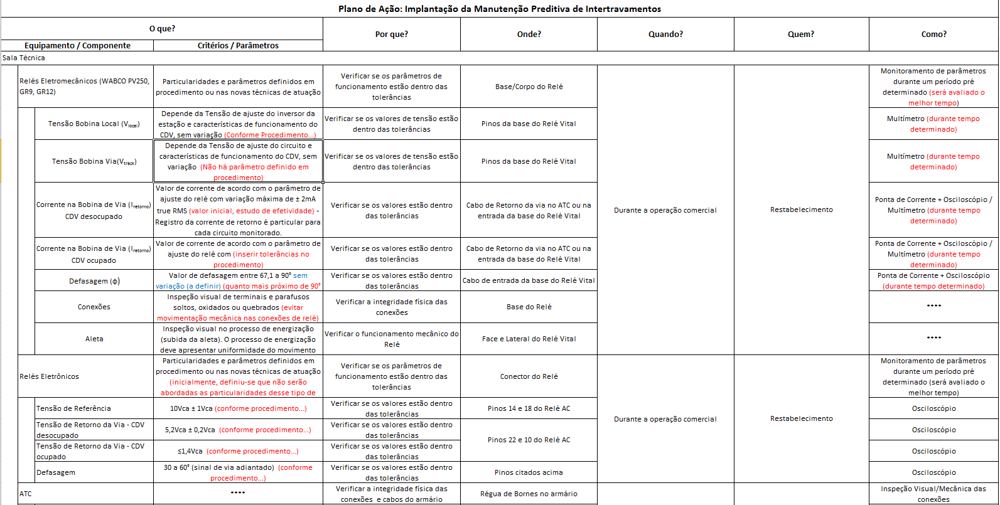 Plano de Ação: Implantação da Manutenção Preditiva de Intertravamentos
O que?
Por que?
Onde?
Quando?
Quem?
Como?
Equipamento / Componente
Critérios / Parâmetros
Sala Técnica
Relés Eletromecânicos (WABCO PV250,
GR9, GR12)
Particularidades e parâmetros definidos em
procedimento ou nas novas técnicas de atuação
Verificar se os parâmetros de
funcionamento estão dentro das
tolerâncias
Base/Corpo do Relé
Durante a operação comercial
Restabelecimento
Monitoramento de parâmetros
durante um período pré
determinado (será avaliado o
melhor tempo)
Tensão Bobina Local (Vlocal)
Depende da Tensão de ajuste do inversor da
estação e características de funcionamento do
CDV, sem variação (Conforme Procedimento...)
Verificar se os valores de tensão estão
dentro das tolerâncias
Pinos da base do Relé Vital
Multímetro (durante tempo
determinado)
Tensão Bobina Via(Vtrack)
Depende da Tensão de ajuste do circuito e
características de funcionamento do CDV, sem
variação (Não há parâmetro definido em
procedimento)
Verificar se os valores de tensão estão
dentro das tolerâncias
Pinos da base do Relé Vital
Multímetro (durante tempo
determinado)
Corrente na Bobina de Via (Iretorno)
CDV desocupado
Valor de corrente de acordo com o parâmetro de
ajuste do relé com variação máxima de ± 2mA
true RMS (valor inicial, estudo de efetividade) -
Registro da corrente de retorno é particular para
cada circuito monitorado.
Verificar se os valores estão dentro
das tolerâncias
Cabo de Retorno da via no ATC ou na
entrada da base do Relé Vital
Ponta de Corrente + Osciloscópio /
Multímetro (durante tempo
determinado)
Corrente na Bobina de Via (Iretorno)
CDV ocupado
Valor de corrente de acordo com o parâmetro de
ajuste do relé com (inserir tolerâncias no
procedimento)
Verificar se os valores estão dentro
das tolerâncias
Cabo de Retorno da via no ATC ou na
entrada da base do Relé Vital
Ponta de Corrente + Osciloscópio /
Multímetro (durante tempo
determinado)
Defasagem (ф)
Valor de defasagem entre 67,1 a 90° sem
variação (a definir) (quanto mais próximo de 90°
Verificar se os valores estão dentro
das tolerâncias
Cabo de entrada da base do Relé Vital
Ponta de Corrente + Osciloscópio
(durante tempo determinado)
Conexões
Inspeção visual de terminais e parafusos
soltos, oxidados ou quebrados (evitar
movimentação mecânica nas conexões de relé)
Verificar a integridade física das
conexões
Base do Relé
****
Aleta
Inspeção visual no processo de energização
(subida da aleta). O processo de energização
deve apresentar uniformidade do movimento
Verificar o funcionamento mecânico do
Relé
Face e Lateral do Relé Vital
****
Relés Eletrônicos
Particularidades e parâmetros definidos em
procedimento ou nas novas técnicas de atuação
(inicialmente, definiu-se que não serão
abordadas as particularidades desse tipo de
Verificar se os parâmetros de
funcionamento estão dentro das
tolerâncias
Conector do Relé
Durante a operação comercial
Restabelecimento
Monitoramento de parâmetros
durante um período pré
determinado (será avaliado o
melhor tempo)
Tensão de Referência
10Vca ± 1Vca (conforme procedimento...)
Verificar se os valores estão dentro
das tolerâncias
Pinos 14 e 18 do Relé AC
Osciloscópio
Tensão de Retorno da Via - CDV
desocupado
5,2Vca ± 0,2Vca (conforme procedimento...)
Verificar se os valores estão dentro
das tolerâncias
Pinos 22 e 10 do Relé AC
Osciloscópio
Tensão de Retorno da Via - CDV
ocupado
≤1,4Vca (conforme procedimento...)
Verificar se os valores estão dentro
das tolerâncias
Osciloscópio
Defasagem
30 a 60° (sinal de via adiantado) (conforme
procedimento...)
Verificar se os valores estão dentro
das tolerâncias
Pinos citados acima
Osciloscópio
ATC
****
Verificar a integridade física das
conexões e cabos do armário
Régua de Bornes no armário
Inspeção Visual/Mecânica das
conexões